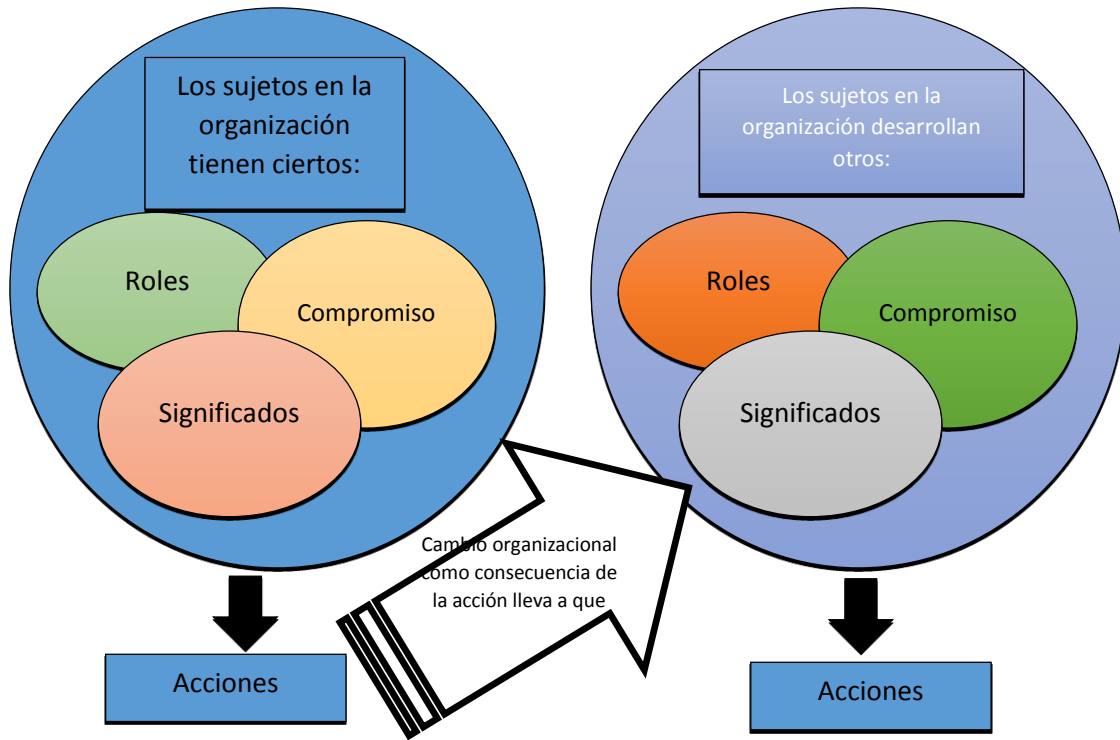 Los sujetos en la
organización
tienen ciertos:
Roles
Compromiso
Significados
Acciones
Cambio organizacional
como consecuencia de
la acción lleva a que
Los sujetos en la
organización desarrollan
otros:
Roles
Compromiso
Significados
Acciones